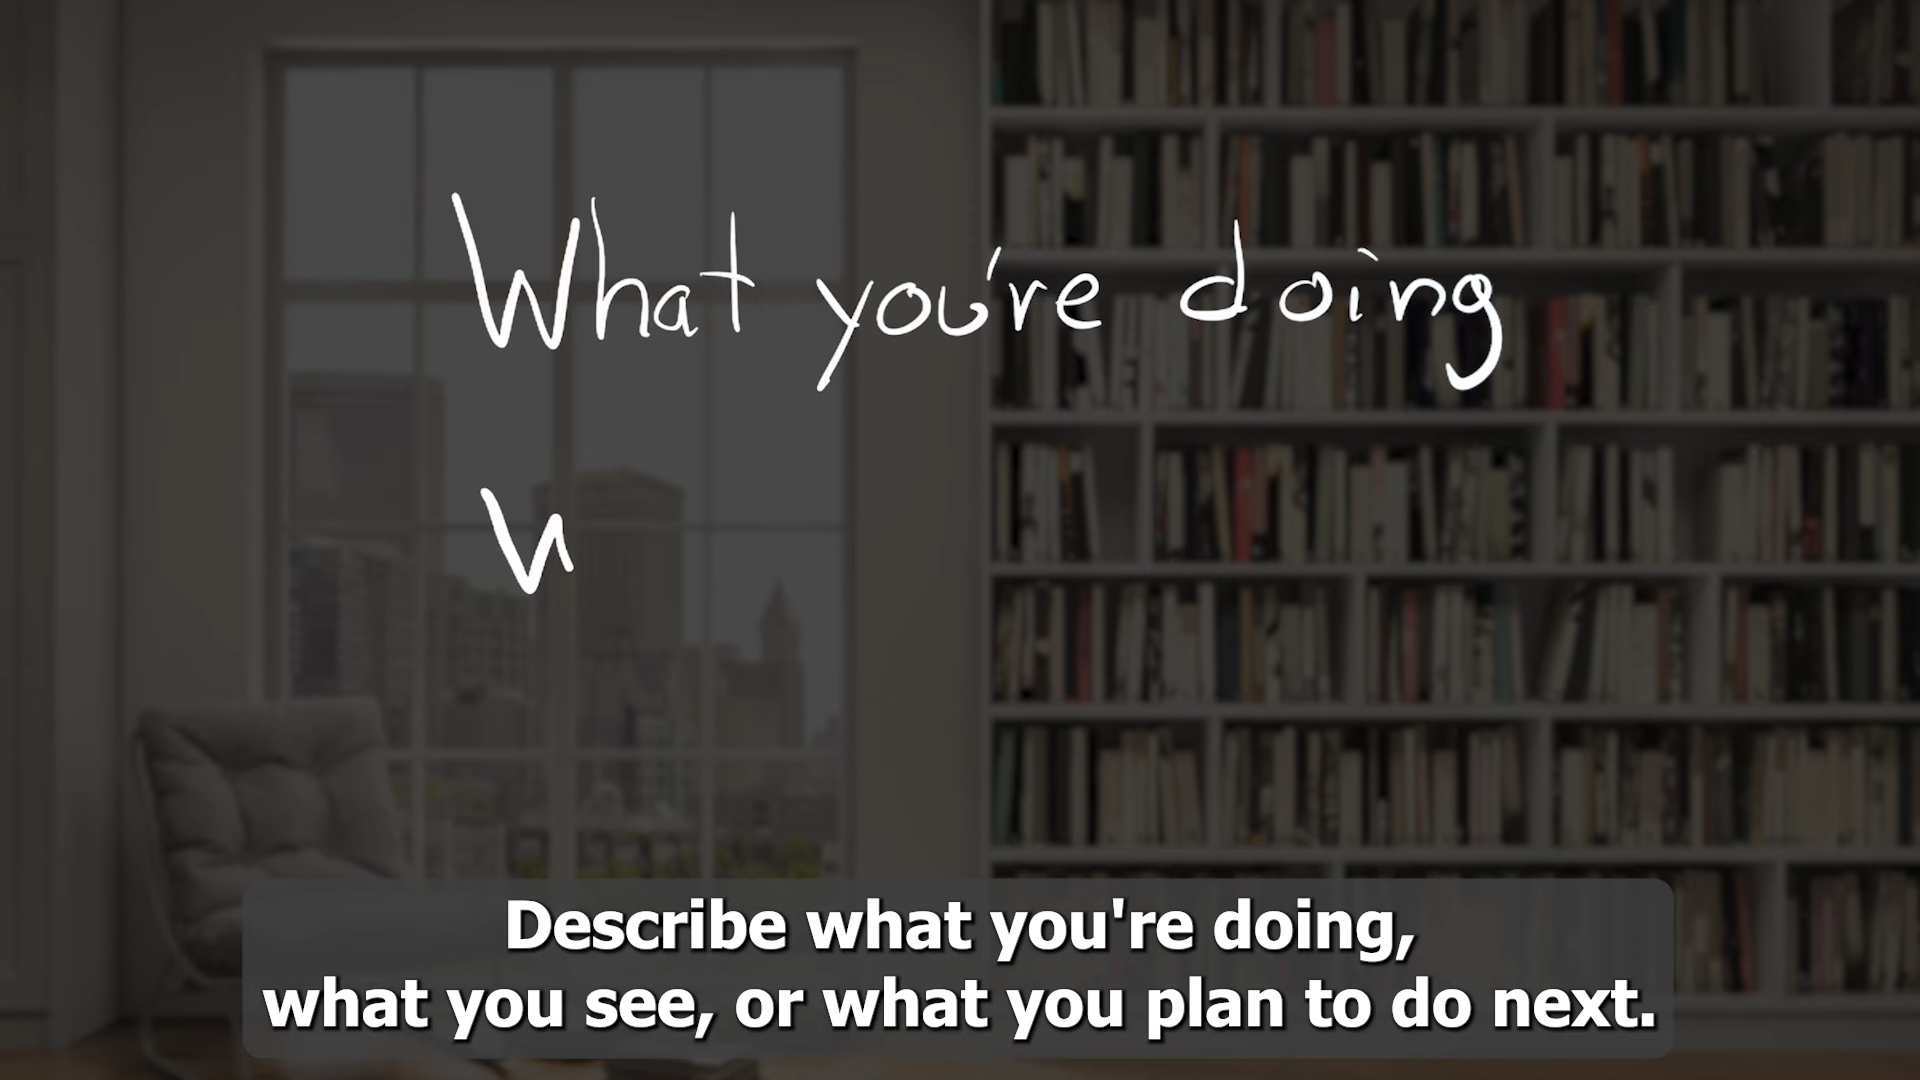 What you're doing
Describe what you're doing,
what you see, or what you plan to do next.